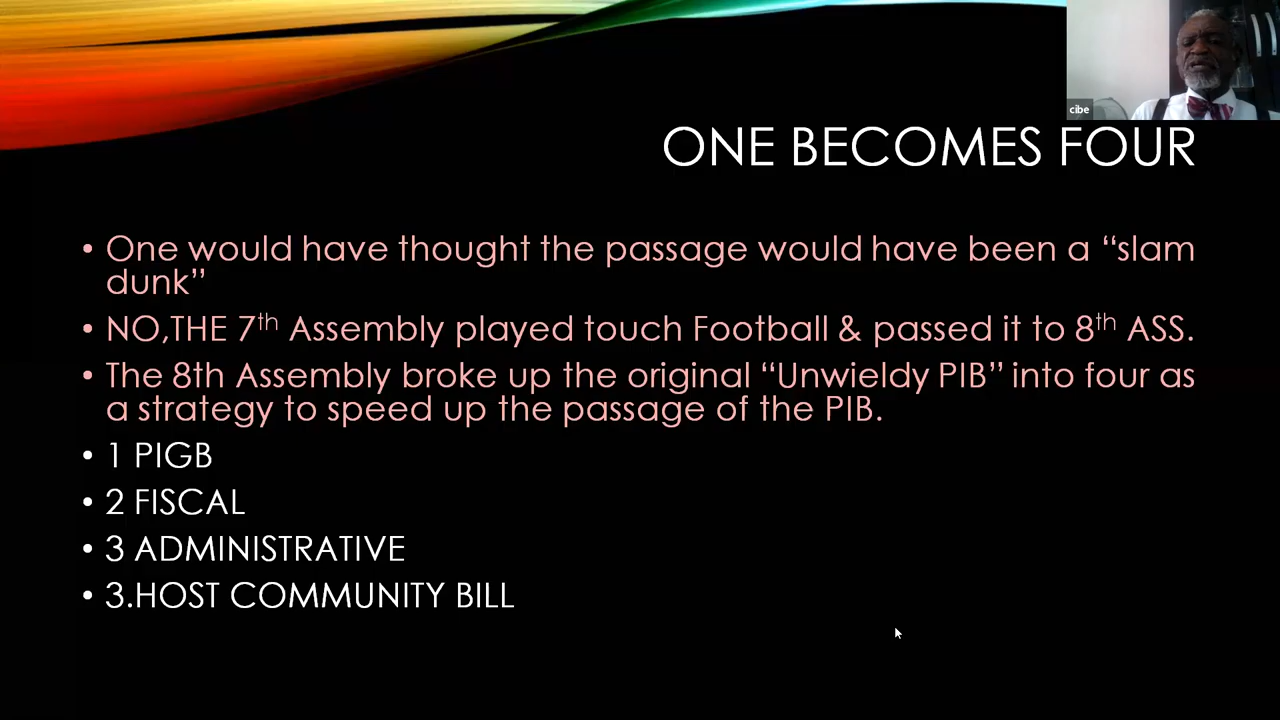 cibe
ONE BECOMES FOUR
• One would have thought the passage would have been a “slam
dunk”
• NO,THE 7th Assembly played touch Football & passed it to 8th ASS.
• The 8th Assembly broke up the original “Unwieldy PIB” into four as
a strategy to speed up the passage of the PIB.
• 1 PIGB
• 2 FISCAL
• 3 ADMINISTRATIVE
• 3.HOST COMMUNITY BILL